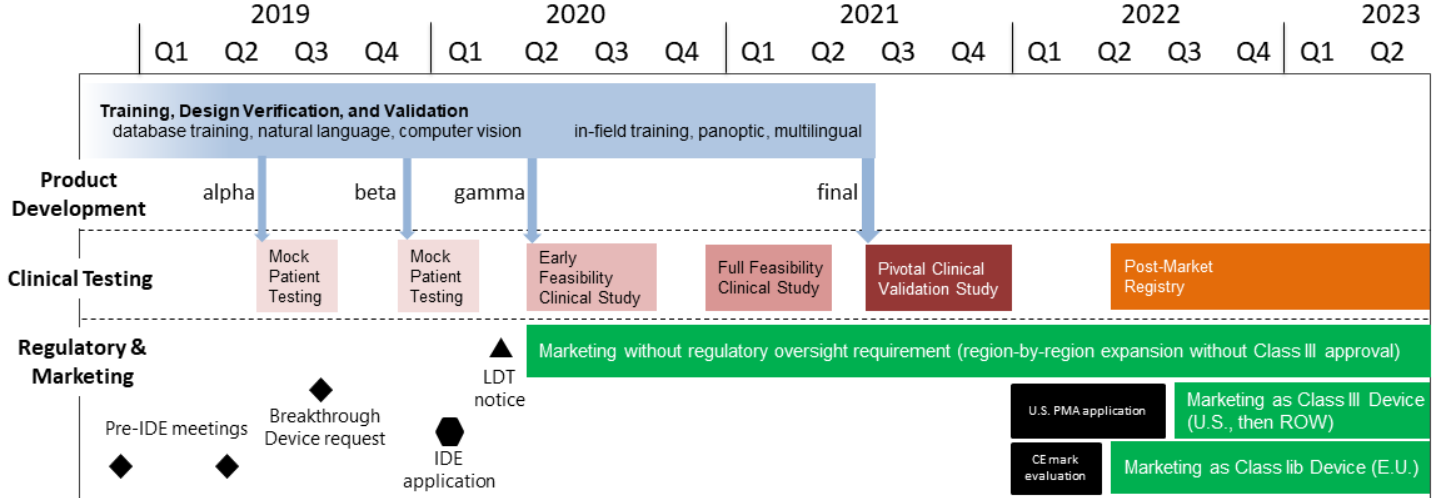 2019 2020 2021 2022 2023
Q1 Q2 Q3 Q4 Q1 Q2 Q3 Q4 Q1 Q2 Q3 Q4 Q1 Q2 Q3 Q4 Q1 Q2
Training, Design Verification, and Validation
database training, natural language, computer vision
in-field training, panoptic, multilingual
Product
Development
alpha
beta
gamma
final
Clinical Testing
Mock
Patient
Testing
Mock
Patient
Testing
Early
Feasibility
Clinical Study
Full Feasibility
Clinical Study
Pivotal Clinical
Validation Study
Post-Market
Registry
Regulatory &
Marketing
Marketing without regulatory oversight requirement (region-by-region expansion without Class III approval)
LDT
notice
Breakthrough
Device request
Pre-IDE meetings
IDE
application
U.S. PMA application
Marketing as Class III Device
(U.S., then ROW)
CE mark
evaluation
Marketing as Class IIb Device (E.U.)